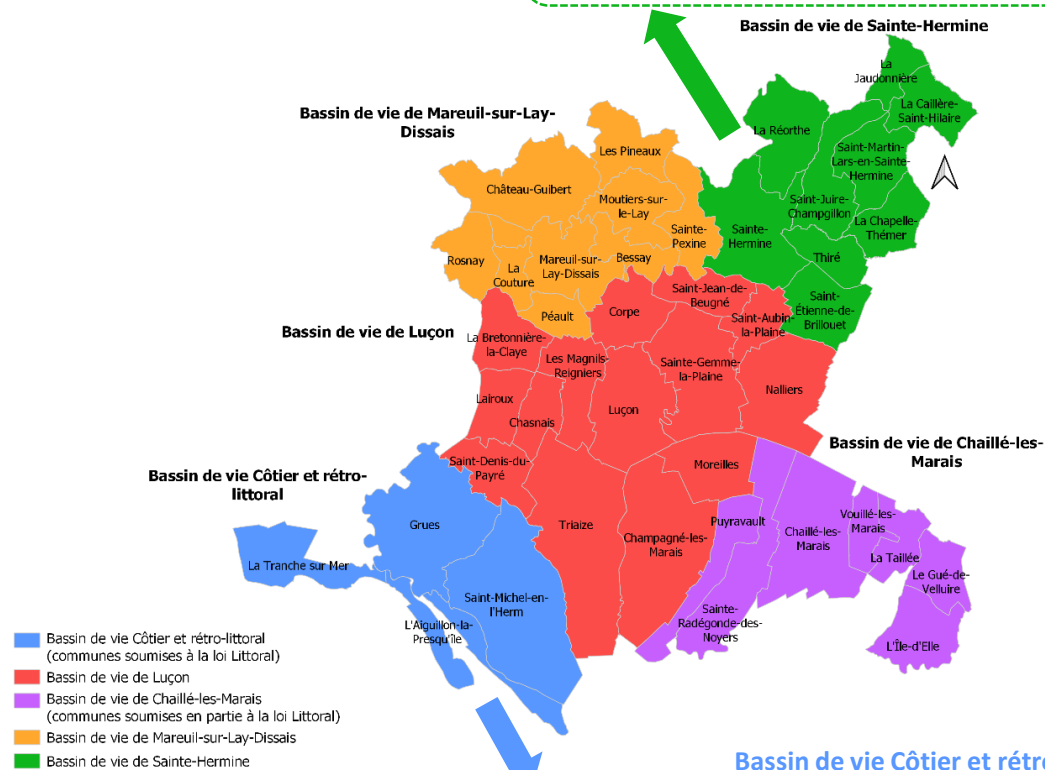 Bassin de vie de Sainte-Hermine
La
Jaudonnière
La Caillère-
Saint-Hilaire
Bassin de vie de Mareuil-sur-Lay-
Dissais
La Réorthe
Les Pineaux
Saint-Martin-
Lars-en-Sainte-
Hermine
Château-Guibert
Moutiers-sur-
le-Lay
Saint-Juire-
Champgillon
La Chapelle-
Thémer
Sainte-
Pexine
Sainte-
Hermine
Rosnay
La
Couture
Mareuil-sur-
Lay-Dissais
Bessay
Thiré
Saint-Jean-de-
Beugné
Saint-
Étienne-de-
Brillouet
Péault
Corpe
Saint-Aubin-
la-Plaine
Bassin de vie de Luçon
La Bretonnière-
la-Claye
Les Magnils-
Reigniers
Sainte-Gemme-
la-Plaine
Nalliers
Lairoux
Luçon
Chasnais
Bassin de vie de Chaillé-les-
Marais
Saint-Denis-du-
Payré
Moreilles
Bassin de vie Côtier et rétro-
littoral
Grues
Triaize
Puyravault
Vouillé-les-
Marais
Champagné-les-
Marais
Chaillé-les-
Marais
La Taillée
La Tranche sur Mer
Le Gué-de-
Velluire
Saint-Michel-en-
l'Herm
Sainte-
Radégonde-des-
Noyers
L'Aiguillon-la-
Presqu'île
L'Île-d'Elle
Bassin de vie Côtier et rétro-littoral
(communes soumises à la loi Littoral)
Bassin de vie de Luçon
Bassin de vie de Chaillé-les-Marais
(communes soumises en partie à la loi Littoral)
Bassin de vie de Mareuil-sur-Lay-Dissais
Bassin de vie de Sainte-Hermine
Bassin de vie Côtier et rétro